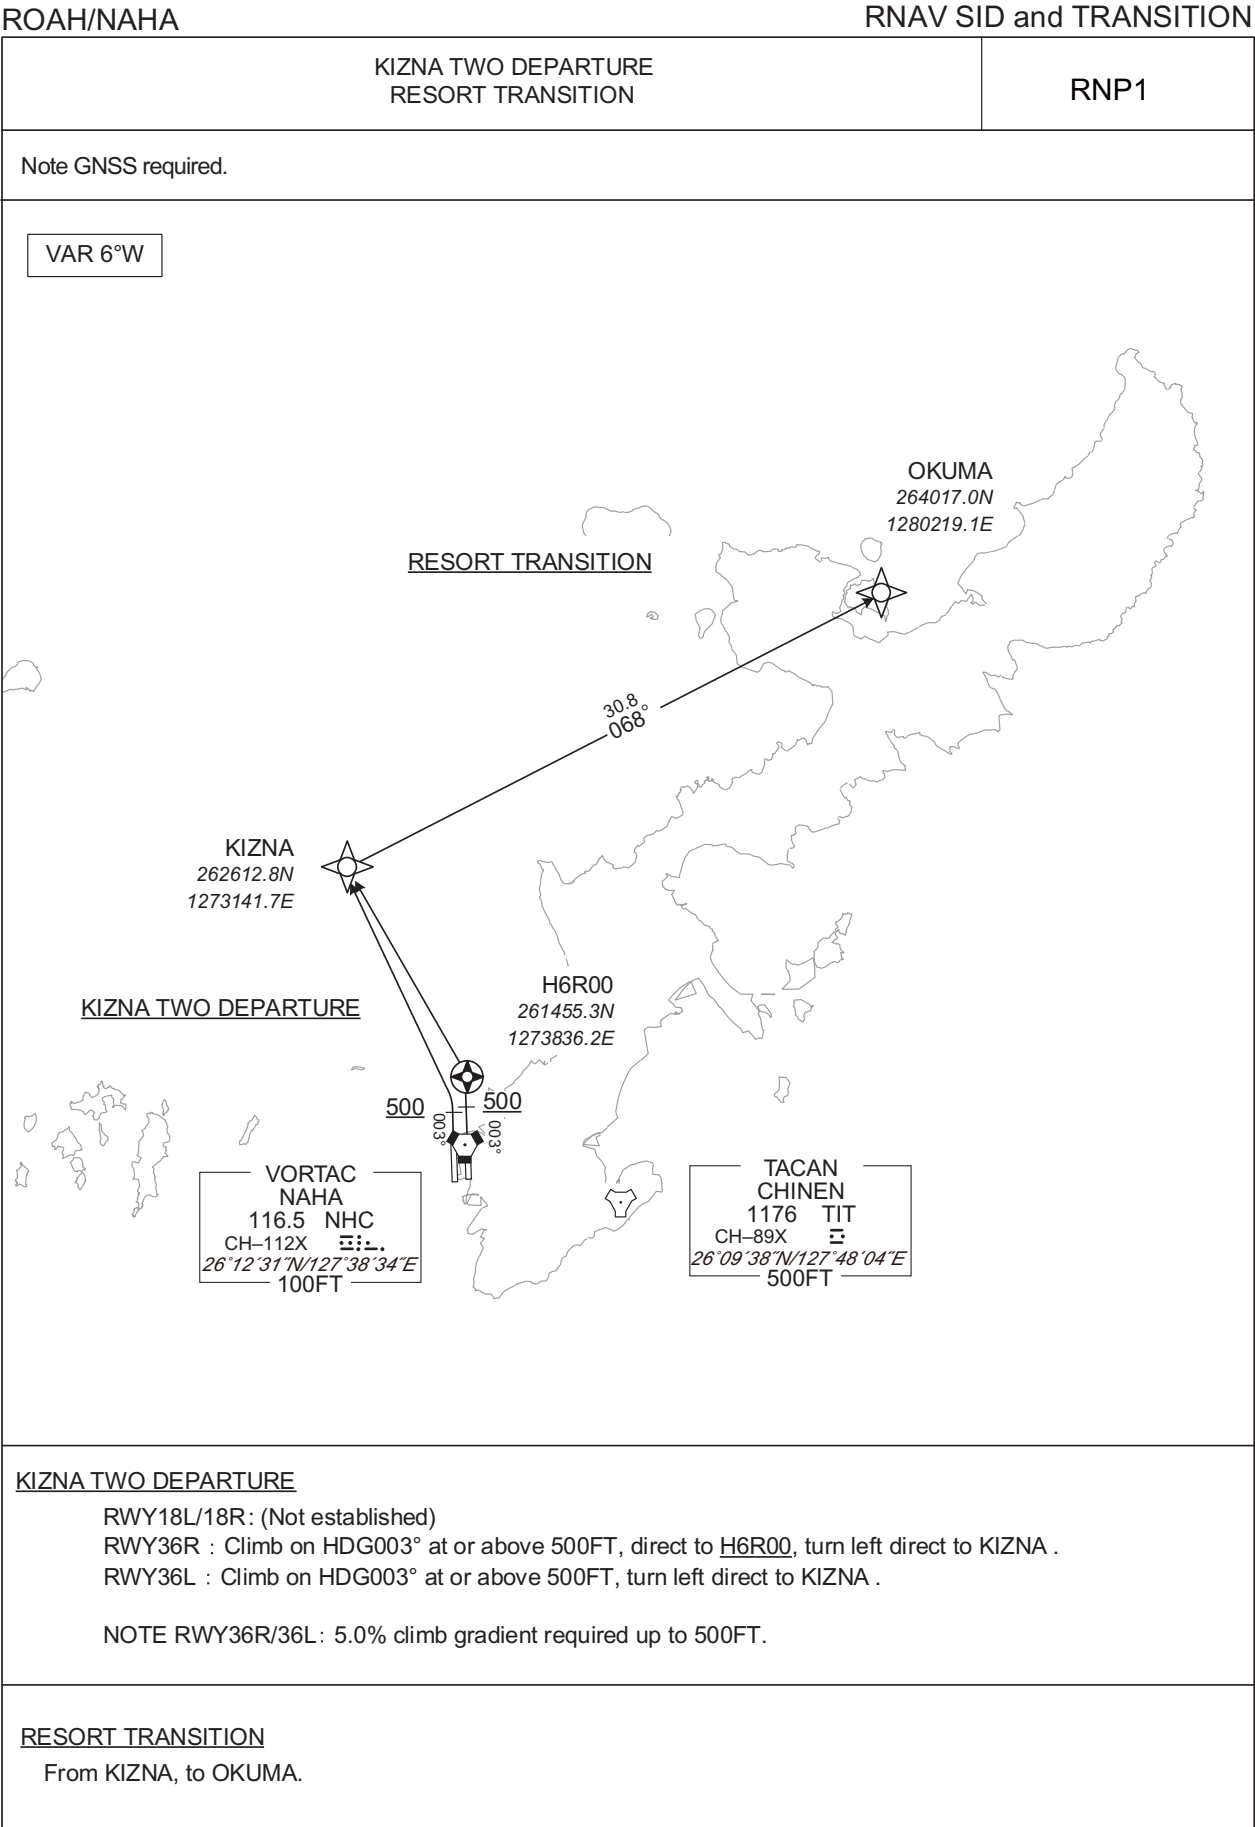 ROAH/NAHA
RNAV SID and TRANSITION
KIZNA TWO DEPARTURE
RESORT TRANSITION
RNP1
Note GNSS required.
VAR 6°W
OKUMA
264017.0N
1280219.1E
RESORT TRANSITION
30.8
068°
KIZNA
262612.8N
1273141.7E
H6R00
261455.3N
1273836.2E
KIZNA TWO DEPARTURE
500
500
003°
003°
VORTAC
NAHA
116.5 NHC
CH–112X
26°12´31˝N/127°38´34˝E
100FT
TACAN
CHINEN
1176 TIT
CH–89X
26°09´38˝N/127°48´04˝E
500FT
KIZNA TWO DEPARTURE
RWY18L/18R: (Not established)
RWY36R : Climb on HDG003° at or above 500FT, direct to H6R00, turn left direct to KIZNA .
RWY36L : Climb on HDG003° at or above 500FT, turn left direct to KIZNA .
NOTE RWY36R/36L: 5.0% climb gradient required up to 500FT.
RESORT TRANSITION
From KIZNA, to OKUMA.